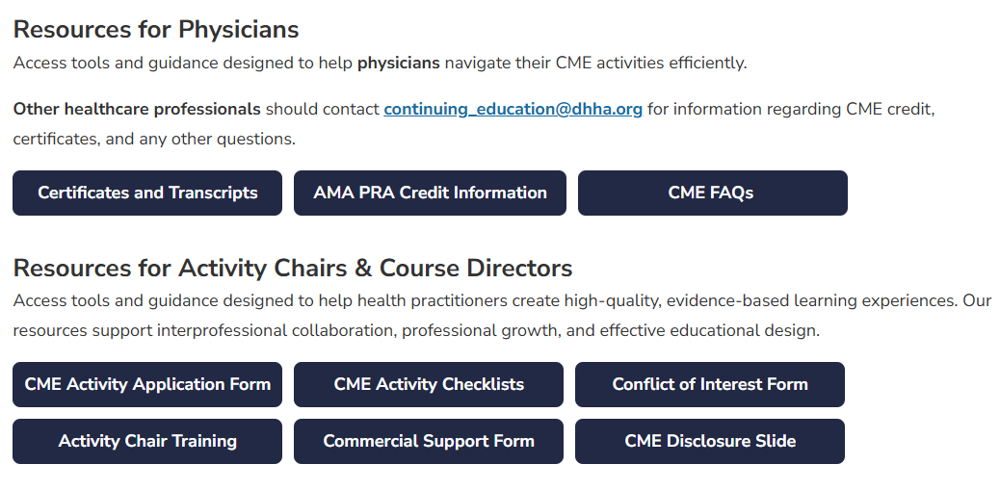 Resources for Physicians
Access tools and guidance designed to help physicians navigate their CME activities efficiently.
Other healthcare professionals should contact continuing_education@dhha.org for information regarding CME credit,
certificates, and any other questions.
Certificates and Transcripts
AMA PRA Credit Information
CME FAQs
Resources for Activity Chairs & Course Directors
Access tools and guidance designed to help health practitioners create high-quality, evidence-based learning experiences. Our
resources support interprofessional collaboration, professional growth, and effective educational design.
CME Activity Application Form
CME Activity Checklists
Conflict of Interest Form
Activity Chair Training
Commercial Support Form
CME Disclosure Slide